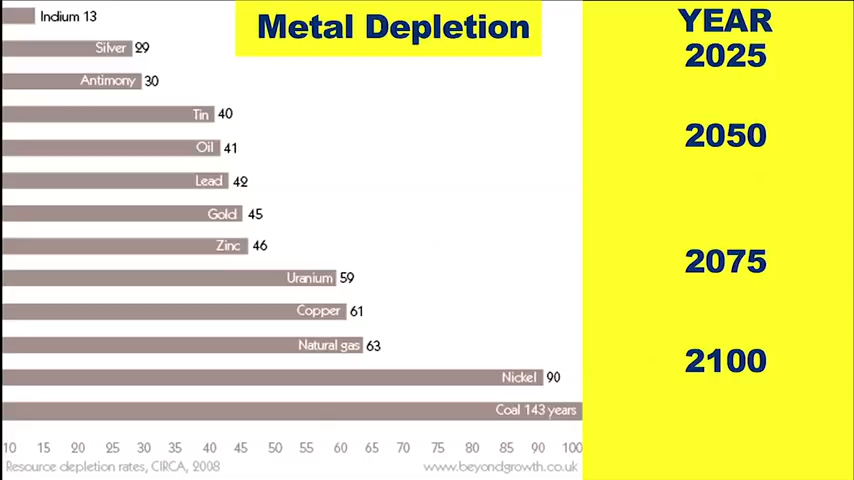 Metal Depletion
YEAR
2025
2050
2075
2100
Indium 13
Silver 29
Antimony 30
Tin 40
Oil 41
Lead 42
Gold 45
Zinc 46
Uranium 59
Copper 61
Natural gas 63
Nickel 90
Coal 143 years
10 15 25 30 35 40 45 50 55 60 65 70 75 80 85 90 95 100
Resource depletion rates, CIRCA, 2008
www.beyondgrowth.co.uk